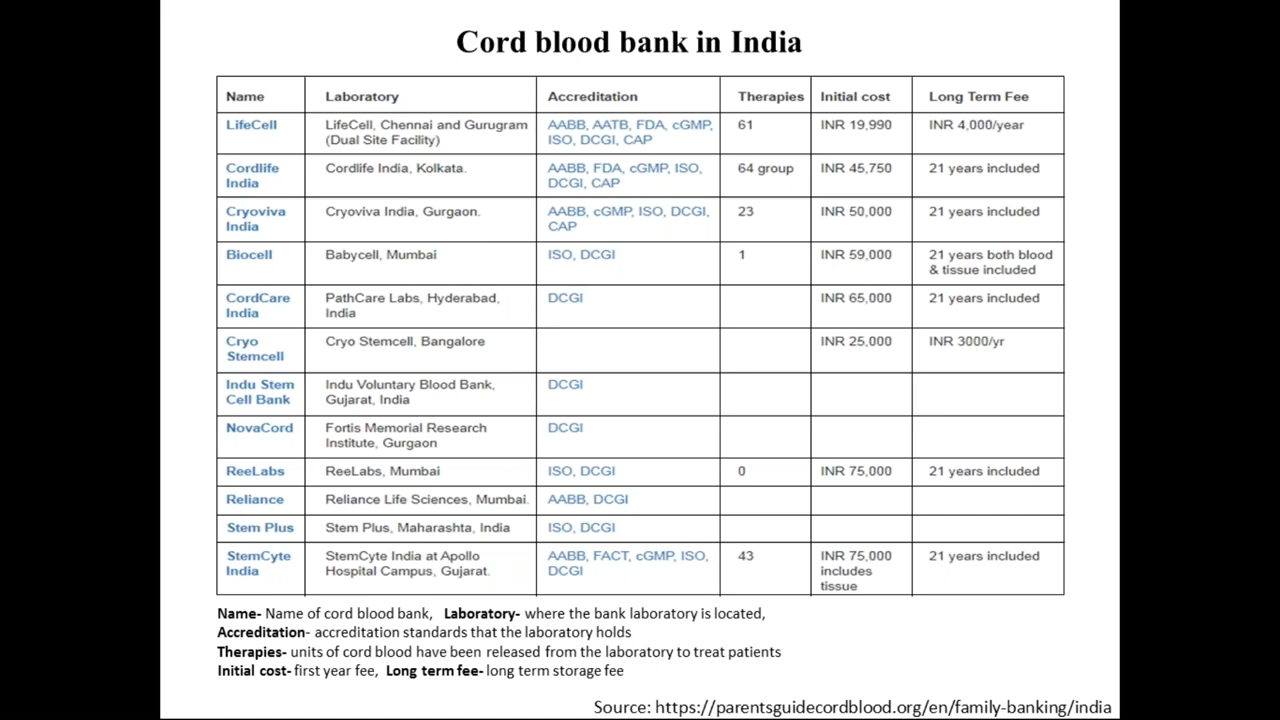 Cord blood bank in India
Name Laboratory Accreditation Therapies Initial cost Long Term Fee
LifeCell LifeCell, Chennai and Gurugram AABB, AATB, FDA, cGMP, 61 INR 19,990 INR 4,000/year
(Dual Site Facility) ISO, DCGI, CAP
Cordlife Cordlife India, Kolkata. AABB, FDA, cGMP, ISO, 64 group INR 45,750 21 years included
India DCGI, CAP
Cryoviva Cryoviva India, Gurgaon. AABB, cGMP, ISO, DCGI, 23 INR 50,000 21 years included
India CAP
Biocell Babycell, Mumbai ISO, DCGI 1 INR 59,000 21 years both blood
& tissue included
CordCare PathCare Labs, Hyderabad, DCGI INR 65,000 21 years included
India India
Cryo Cryo Stemcell, Bangalore INR 25,000 INR 3000/yr
Stemcell
Indu Stem Indu Voluntary Blood Bank, DCGI
Cell Bank Gujarat, India
NovaCord Fortis Memorial Research DCGI
Institute, Gurgaon
ReeLabs ReeLabs, Mumbai ISO, DCGI 0 INR 75,000 21 years included
Reliance Reliance Life Sciences, Mumbai. AABB, DCGI
Stem Plus Stem Plus, Maharashta, India ISO, DCGI
StemCyte StemCyte India at Apollo AABB, FACT, cGMP, ISO, 43 INR 75,000 21 years included
India Hospital Campus, Gujarat. DCGI includes
tissue
Name- Name of cord blood bank, Laboratory- where the bank laboratory is located,
Accreditation- accreditation standards that the laboratory holds
Therapies- units of cord blood have been released from the laboratory to treat patients
Initial cost- first year fee, Long term fee- long term storage fee
Source: https://parentsguidecordblood.org/en/family-banking/india